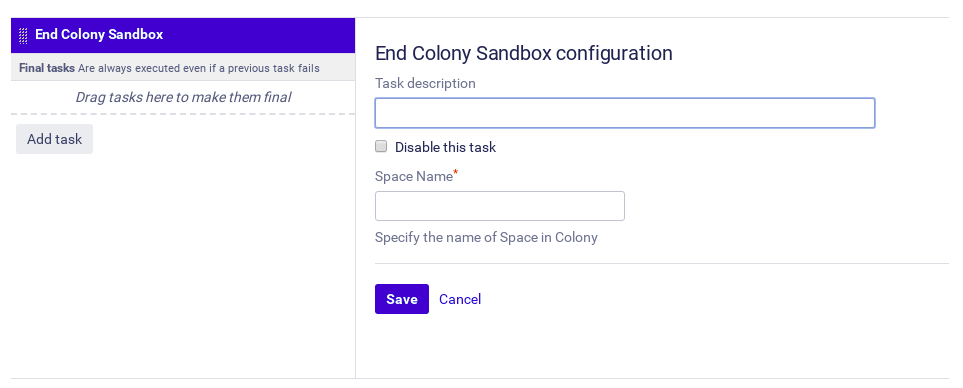 End Colony Sandbox
Final tasks Are always executed even if a previous task fails
Drag tasks here to make them final
Add task
End Colony Sandbox configuration
Task description
Disable this task
Space Name*
Specify the name of Space in Colony
Save Cancel